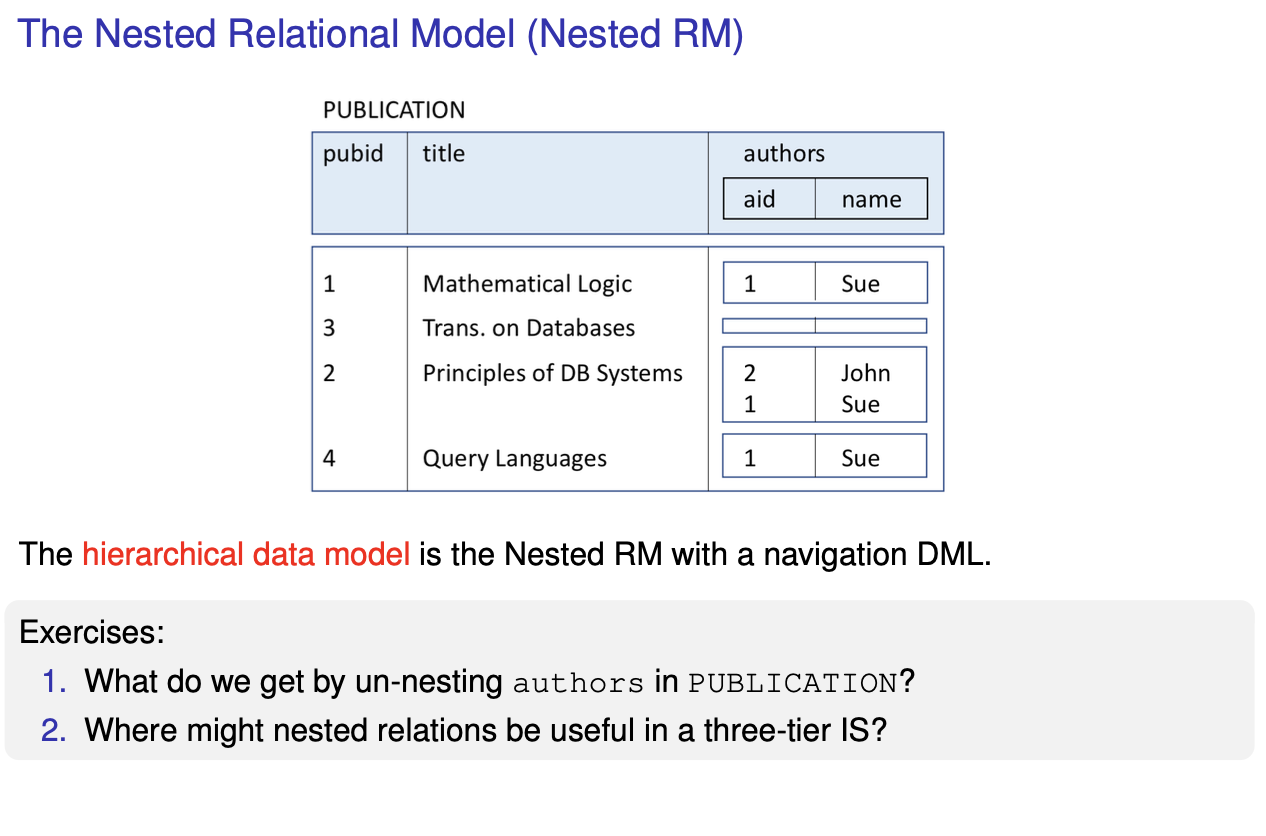 The Nested Relational Model (Nested RM)
PUBLICATION
pubid title authors
aid name
1 Mathematical Logic 1 Sue
3 Trans. on Databases
2 Principles of DB Systems 2 John
1 Sue
4 Query Languages 1 Sue
The hierarchical data model is the Nested RM with a navigation DML.
Exercises:
1. What do we get by un-nesting authors in PUBLICATION?
2. Where might nested relations be useful in a three-tier IS?